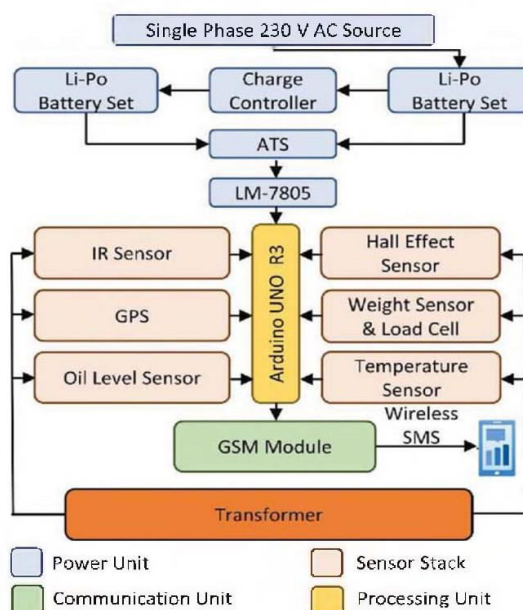 Single Phase 230 V AC Source
Li-Po
Battery Set
Charge
Controller
Li-Po
Battery Set
ATS
LM-7805
IR Sensor
GPS
Oil Level Sensor
Arduino UNO R3
Hall Effect
Sensor
Weight Sensor
& Load Cell
Temperature
Sensor
GSM Module
Wireless
SMS
Transformer
Power Unit
Sensor Stack
Communication Unit
Processing Unit